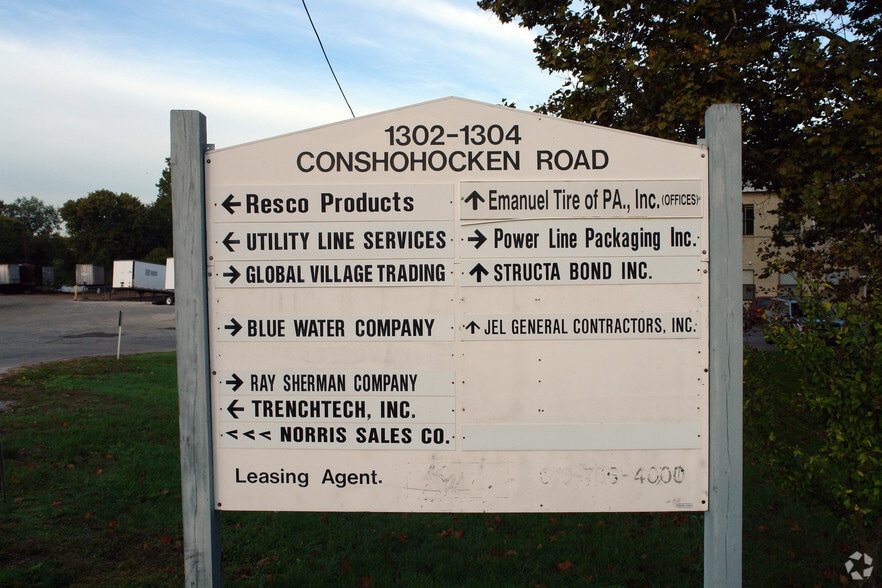 1302-1304
CONSHOHOCKEN ROAD
← Resco Products
← UTILITY LINE SERVICES
→ GLOBAL VILLAGE TRADING
→ BLUE WATER COMPANY
→ RAY SHERMAN COMPANY
← TRENCHTECH, INC.
<<< NORRIS SALES CO.
↑ Emanuel Tire of PA., Inc. (OFFICES)
→ Power Line Packaging Inc.
↑ STRUCTA BOND INC.
↑ JEL GENERAL CONTRACTORS, INC.
Leasing Agent.